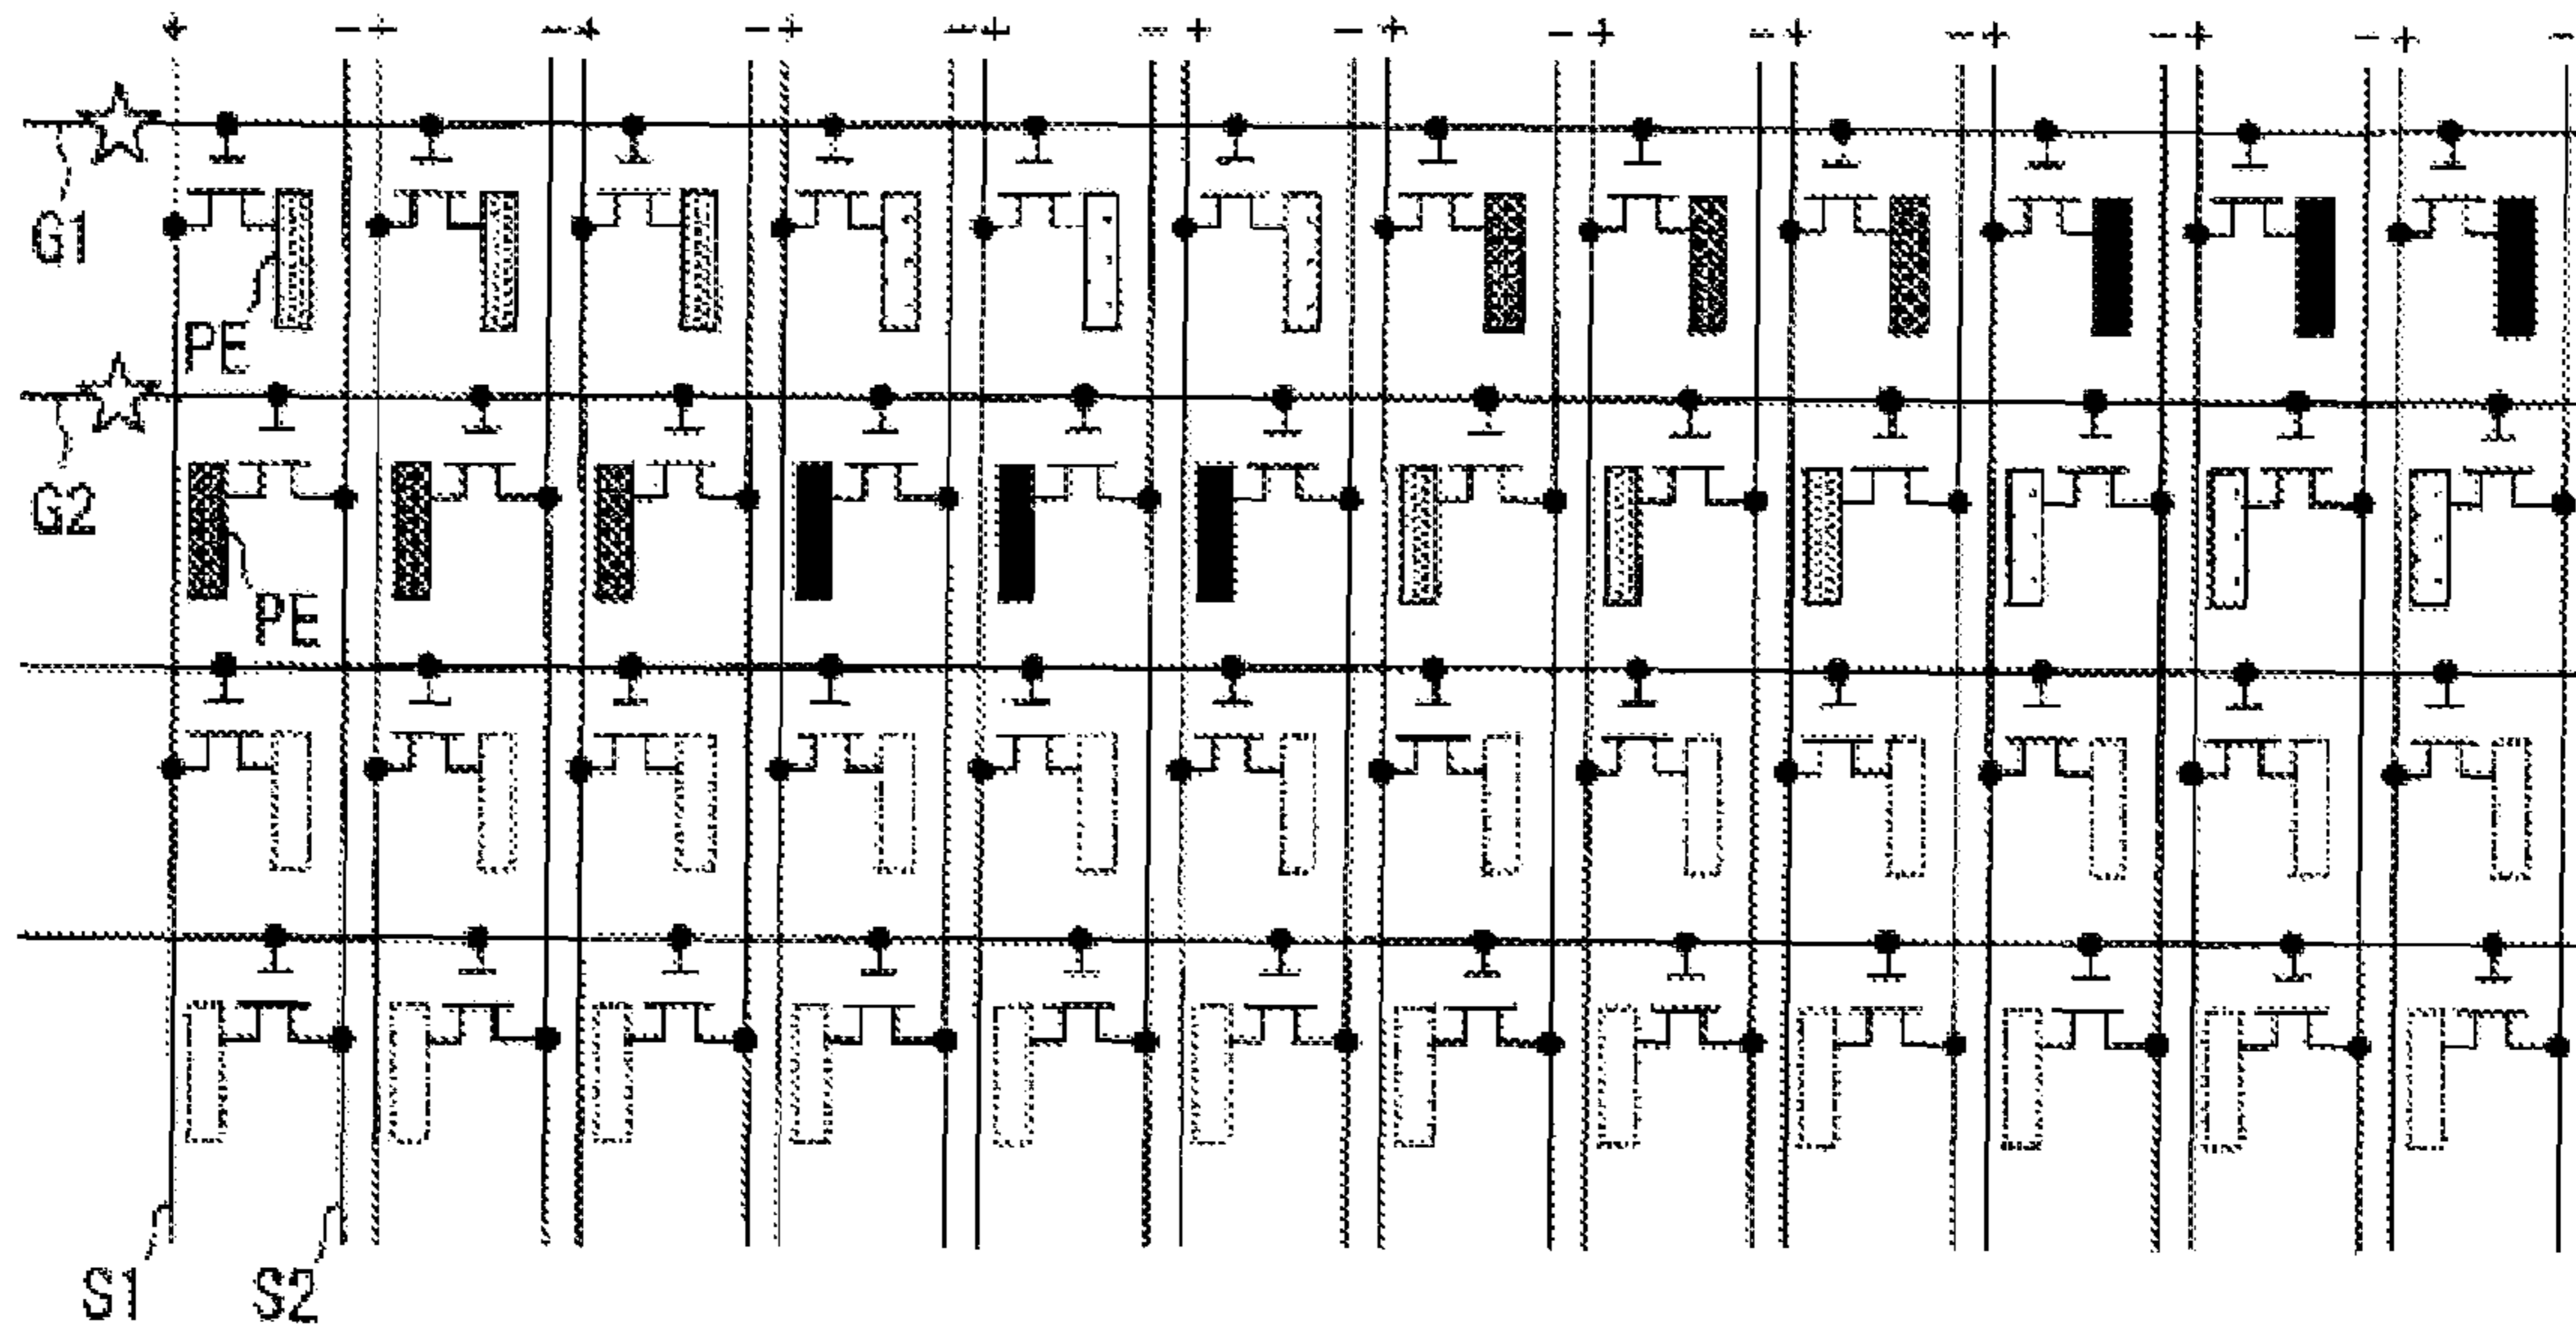 + - + - + - + - + - + - + - + - + - + - + - + -
G1
PE
G2
PE
S1 S2